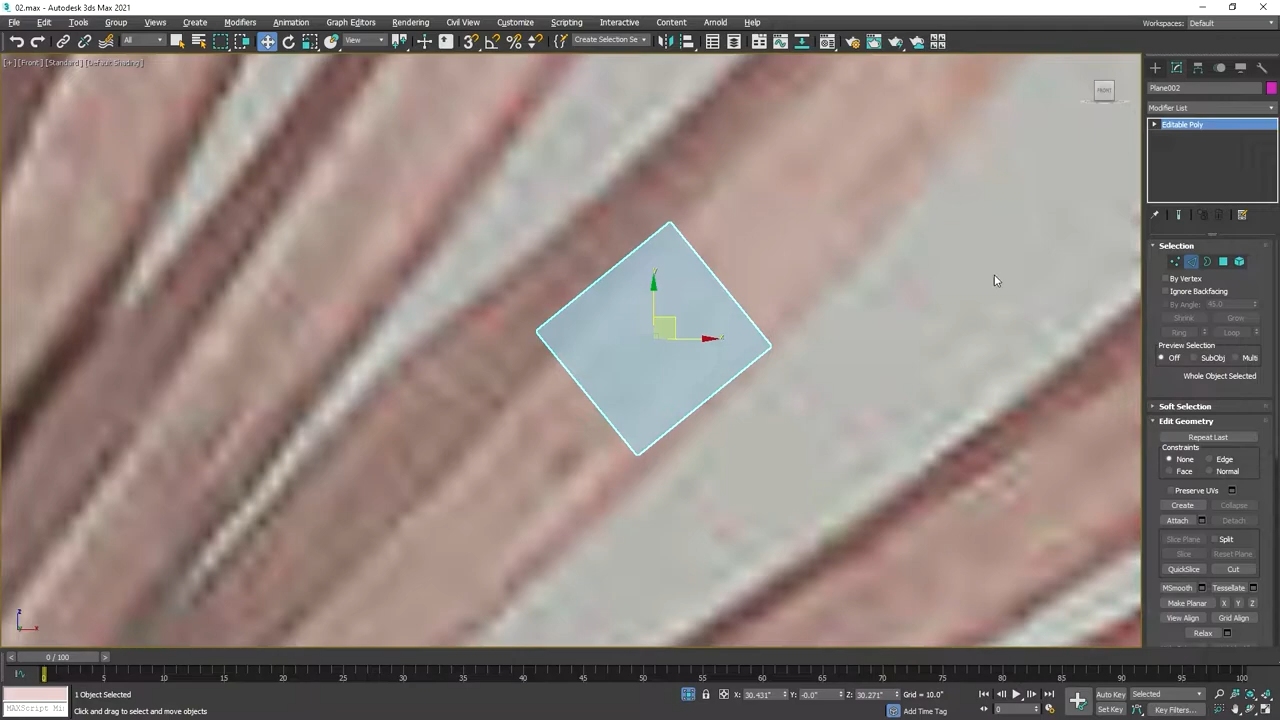 02.max - Autodesk 3ds Max 2021
File Edit Tools Group Views Create Modifiers Animation Graph Editors Rendering Civil View Customize Scripting Interactive Content Arnold Help
Workspaces: Default
All View Create Selection Se
[+] [Front] [Standard] [Default Shading]
FRONT
Plane002
Modifier List
Editable Poly
Selection
By Vertex
Ignore Backfacing
By Angle: 45.0
Shrink Grow
Ring Loop
Preview Selection
Off SubObj Multi
Whole Object Selected
Soft Selection
Edit Geometry
Repeat Last
Constraints
None Edge
Face Normal
Preserve UVs
Create Collapse
Attach Detach
Slice Plane Split
Slice Reset Plane
QuickSlice Cut
MSmooth Tessellate
Make Planar X Y Z
View Align Grid Align
Relax
y
x
z
x
0 / 100
0 5 10 15 20 25 30 35 40 45 50 55 60 65 70 75 80 85 90 95 100
1 Object Selected
X: 30.431" Y: -0.0" Z: 30.271" Grid = 10.0"
Auto Key Selected
MAXScript Mi
Click and drag to select and move objects
Add Time Tag
0
Set Key Key Filters...